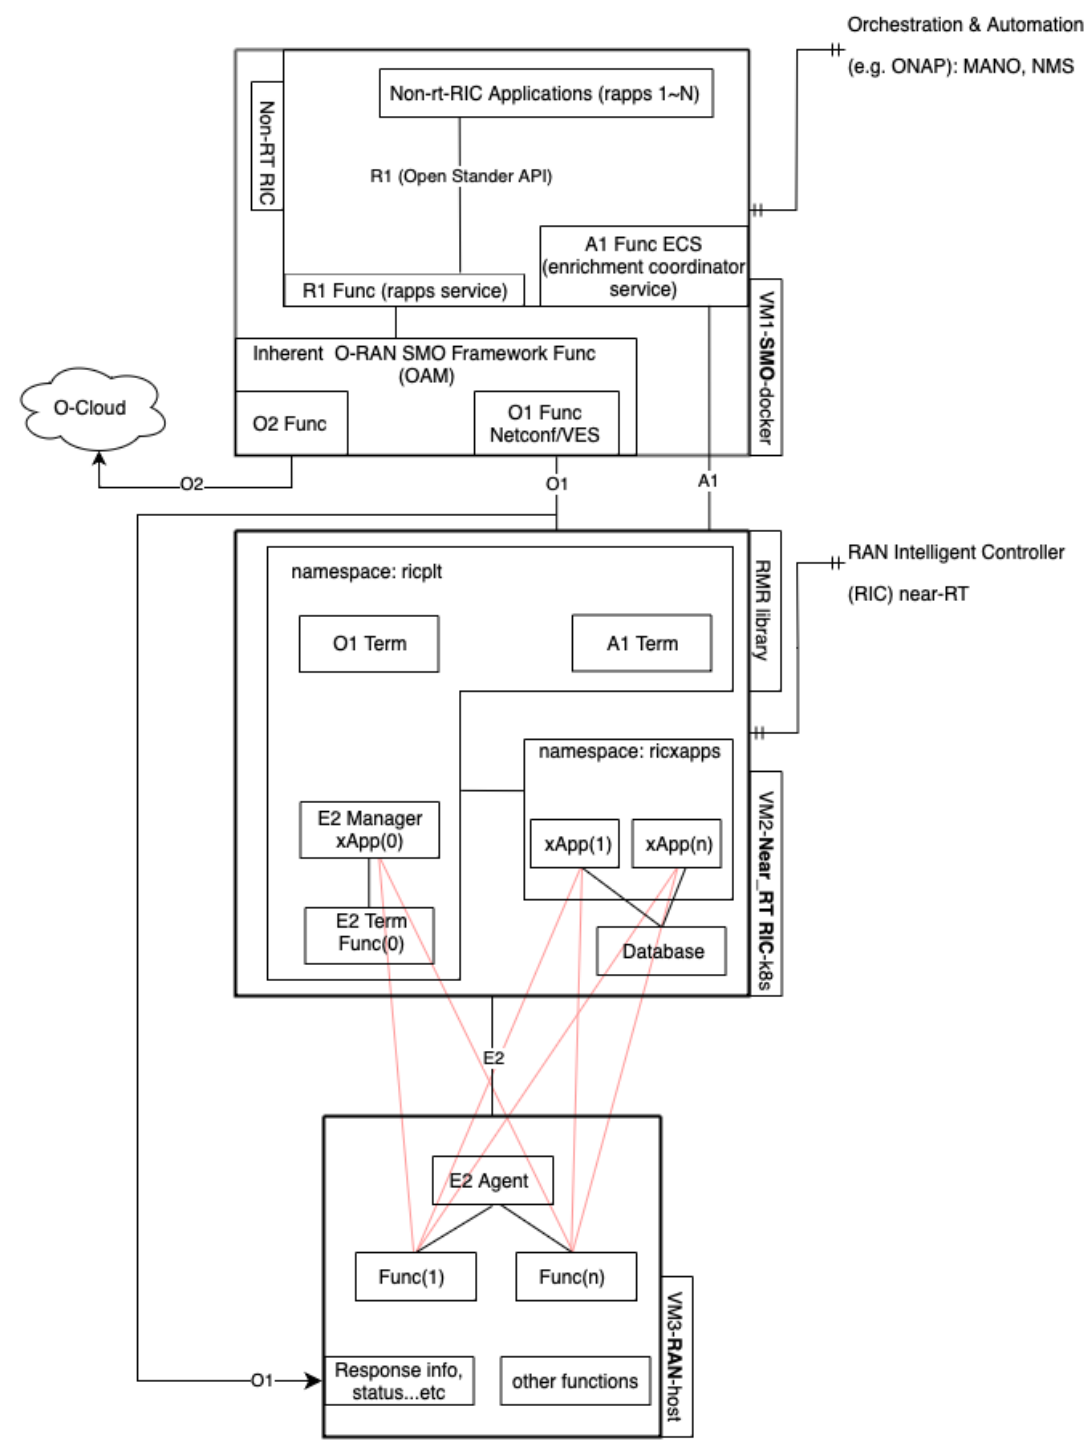 Orchestration & Automation
(e.g. ONAP): MANO, NMS
Non-rt-RIC Applications (rapps 1~N)
Non-RT RIC
R1 (Open Stander API)
A1 Func ECS
(enrichment coordinator
service)
R1 Func (rapps service)
VM1-SMO-docker
Inherent O-RAN SMO Framework Func
(OAM)
O-Cloud
O2 Func
O1 Func
Netconf/VES
O2
O1
A1
RAN Intelligent Controller
(RIC) near-RT
RMR library
namespace: ricplt
O1 Term
A1 Term
namespace: ricxapps
VM2-Near_RT RIC-k8s
E2 Manager
xApp(0)
xApp(1)
xApp(n)
E2 Term
Func(0)
Database
E2
E2 Agent
Func(1)
Func(n)
VM3-RAN-host
O1
Response info,
status...etc
other functions